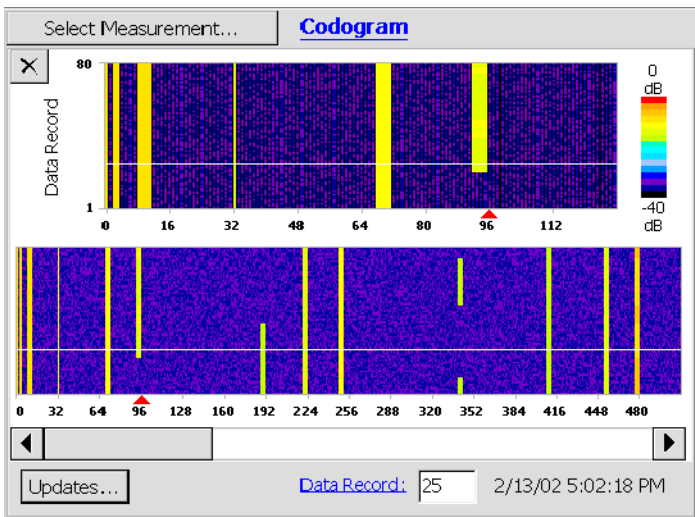 Select Measurement... Codogram
X
80
Data Record
1
0 16 32 48 64 80 96 112
0
dB
-40
dB
0 32 64 96 128 160 192 224 256 288 320 352 384 416 448 480
Updates... Data Record: 25 2/13/02 5:02:18 PM